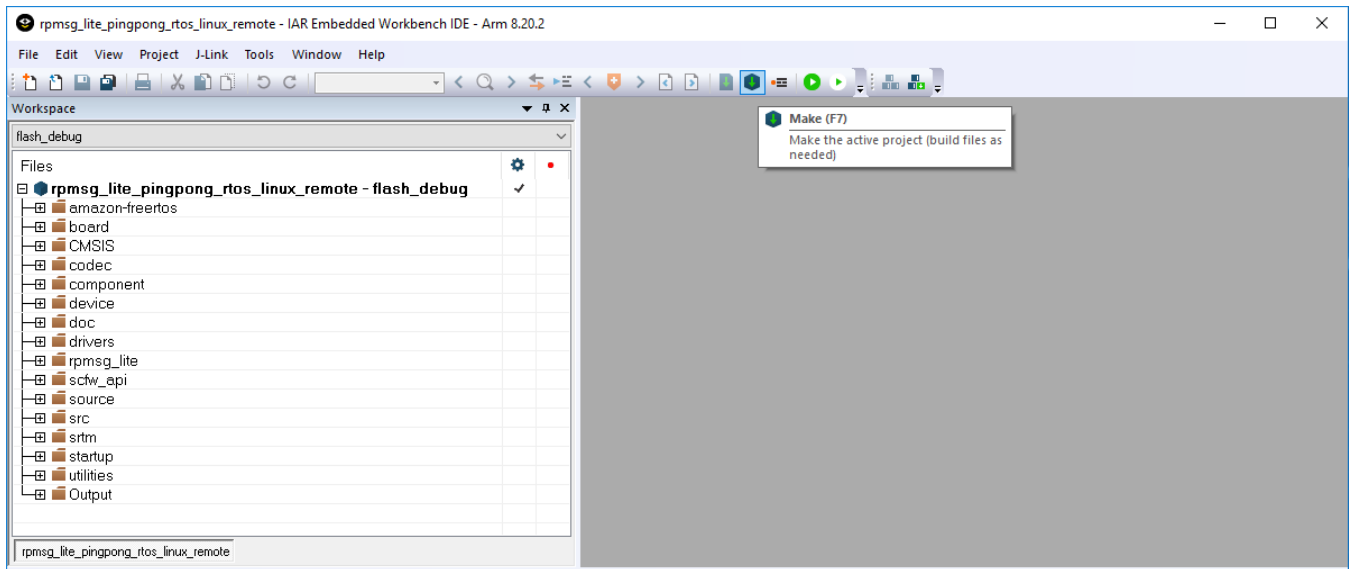 rpmsg_lite_pingpong_rtos_linux_remote - IAR Embedded Workbench IDE - Arm 8.20.2
File Edit View Project J-Link Tools Window Help
Workspace
flash_debug
Files
rpmsg_lite_pingpong_rtos_linux_remote - flash_debug
amazon-freertos
board
CMSIS
codec
component
device
doc
drivers
rpmsg_lite
scfw_api
source
src
srtm
startup
utilities
Output
rpmsg_lite_pingpong_rtos_linux_remote
Make (F7)
Make the active project (build files as
needed)